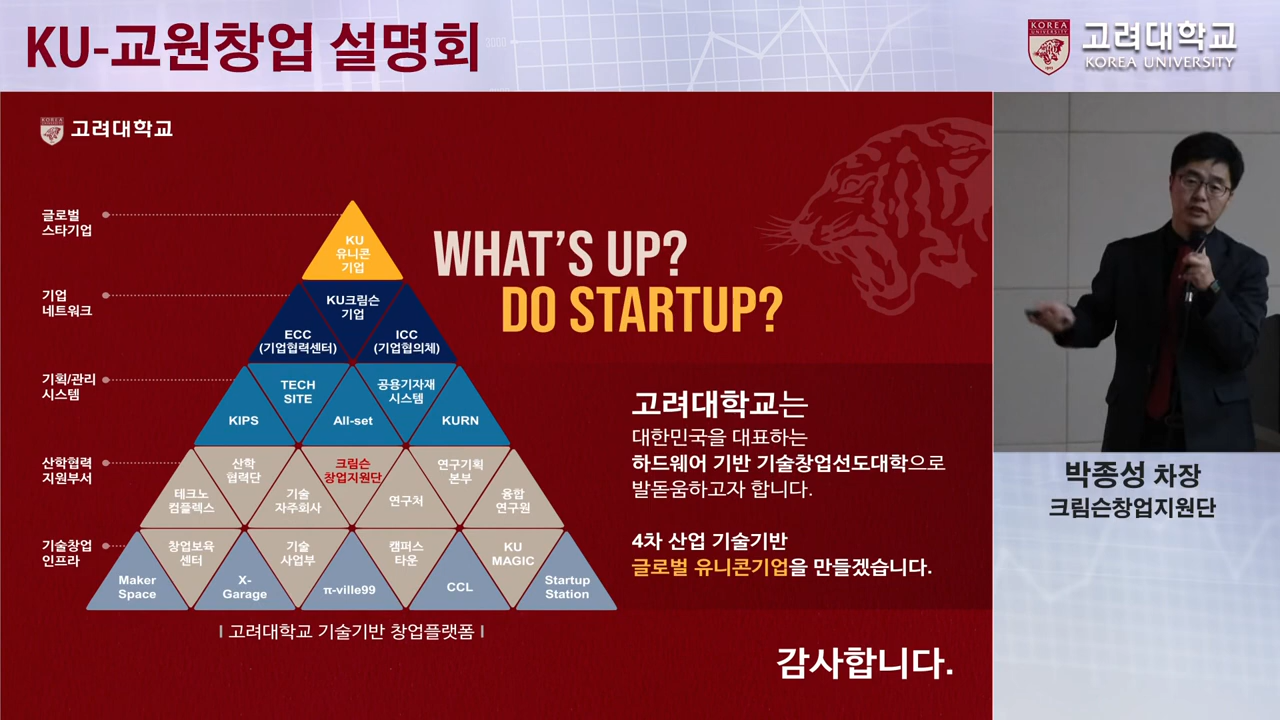 KU-교원창업 설명회
KOREA
UNIVERSITY
고려대학교
KOREA UNIVERSITY
고려대학교
글로벌
스타기업
KU
유니콘
기업
WHAT'S UP?
DO STARTUP?
기업
네트워크
KU크림슨
기업
ECC
(기업협력센터)
ICC
(기업협의체)
기획/관리
시스템
TECH
SITE
공용기자재
시스템
KIPS
All-set
KURN
산학협력
지원부서
산학
협력단
크림슨
창업지원단
연구기획
본부
테크노
컴플렉스
기술
자주회사
연구처
융합
연구원
기술창업
인프라
창업보육
센터
기술
사업부
캠퍼스
타운
KU
MAGIC
Maker
Space
X-
Garage
π-ville99
CCL
Startup
Station
I 고려대학교 기술기반 창업플랫폼 I
고려대학교는
대한민국을 대표하는
하드웨어 기반 기술창업선도대학으로
발돋움하고자 합니다.
4차 산업 기술기반
글로벌 유니콘기업을 만들겠습니다.
감사합니다.
박종성 차장
크림슨창업지원단